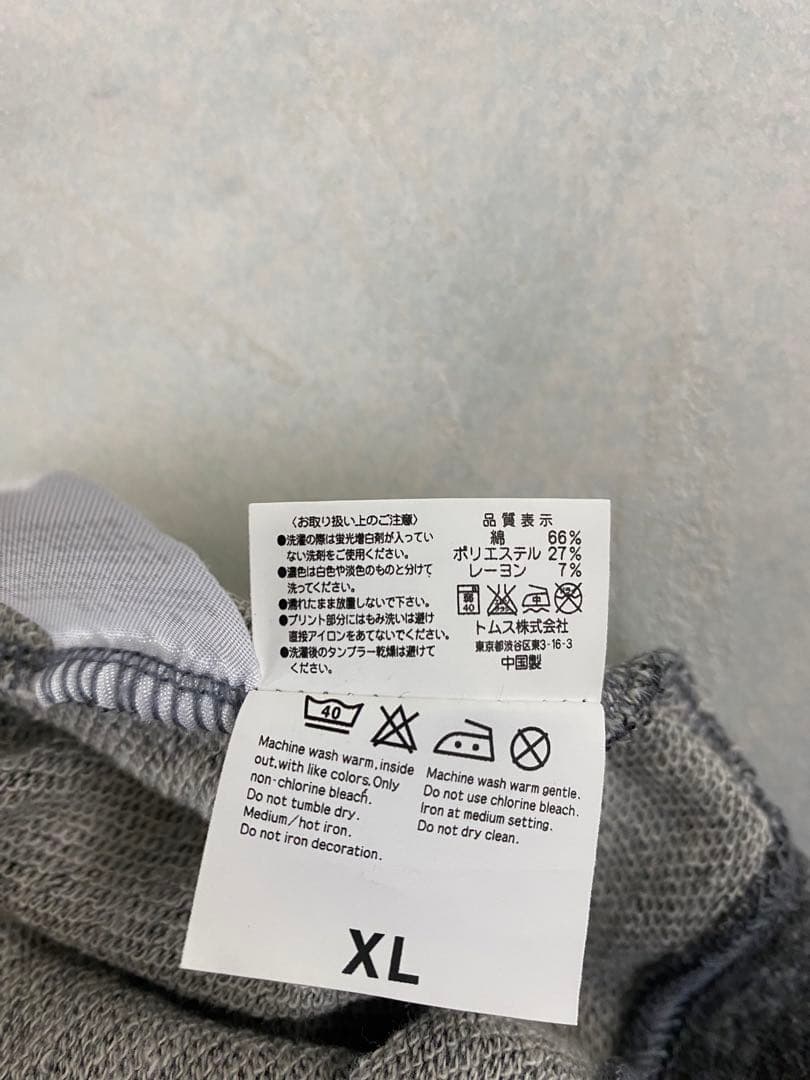 〈お取り扱い上のご注意〉
●洗濯の際は蛍光増白剤が入ってい
ない洗剤をご使用ください。
●濃色は白色や淡色のものと分けて
洗ってください。
●濡れたまま放置しないで下さい。
●プリント部分にはもみ洗いは避け
直接アイロンをあてないでください。
●洗濯後のタンブラー乾燥は避けて
ください。
品質表示
綿 66%
ポリエステル 27%
レーヨン 7%
弱
40
中
トムス株式会社
東京都渋谷区東3-16-3
中国製
40
Machine wash warm, inside
out, with like colors. Only
non-chlorine bleach.
Do not tumble dry.
Medium/hot iron.
Do not iron decoration.
Machine wash warm gentle.
Do not use chlorine bleach.
Iron at medium setting.
Do not dry clean.
XL